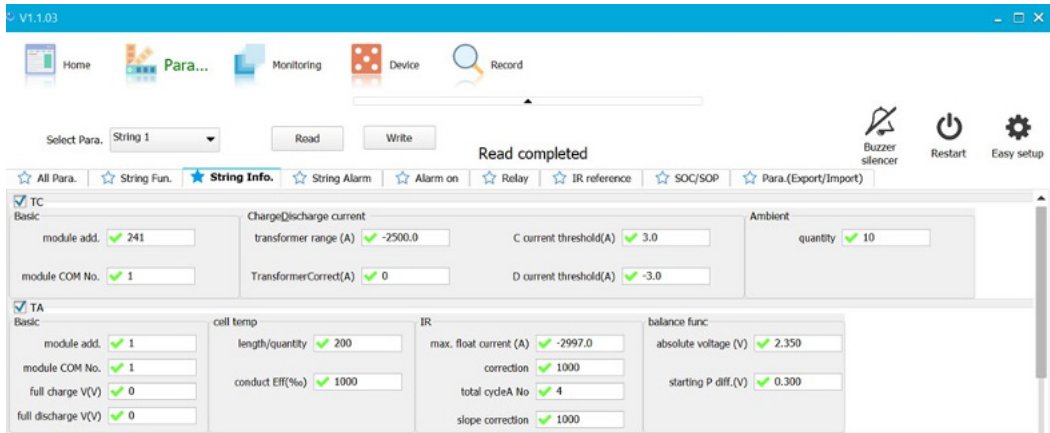 V1.1.03
Home Para... Monitoring Device Record
Select Para. String 1 Read Write Read completed Buzzer silencer Restart Easy setup
All Para. String Fun. String Info. String Alarm Alarm on Relay IR reference SOC/SOP Para.(Export/Import)
TC
Basic ChargeDischarge current Ambient
module add. 241 transformer range (A) -2500.0 C current threshold(A) 3.0 quantity 10
module COM No. 1 TransformerCorrect(A) 0 D current threshold(A) -3.0
TA
Basic cell temp IR balance func
module add. 1 length/quantity 200 max. float current (A) -2997.0 absolute voltage (V) 2.350
module COM No. 1 correction 1000
conduct Eff(‰) 1000 starting P diff.(V) 0.300
full charge V(V) 0 total cycleA No 4
full discharge V(V) 0 slope correction 1000